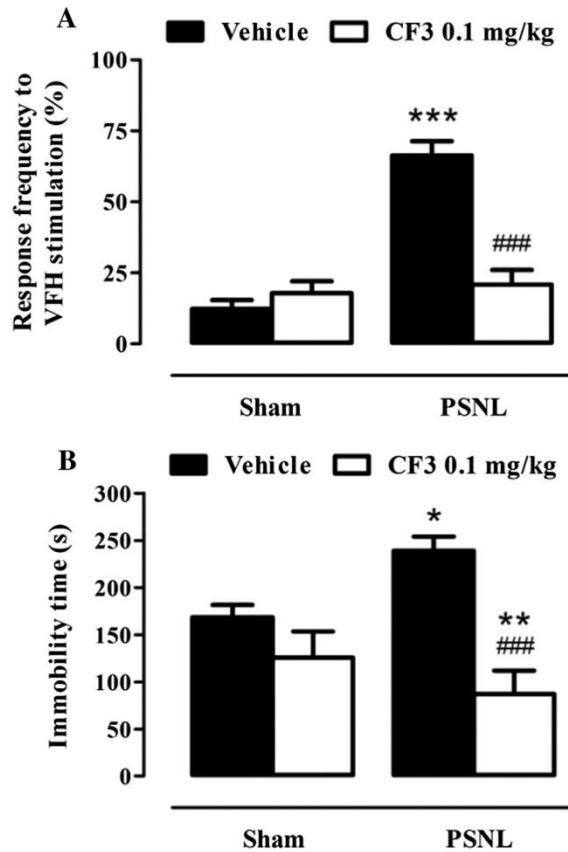 A
Vehicle CF3 0.1 mg/kg
Response frequency to
VFH stimulation (%)
100
75
50
25
0
***
###
Sham PSNL
B
Vehicle CF3 0.1 mg/kg
Immobility time (s)
300
250
200
150
100
50
0
*
**
###
Sham PSNL